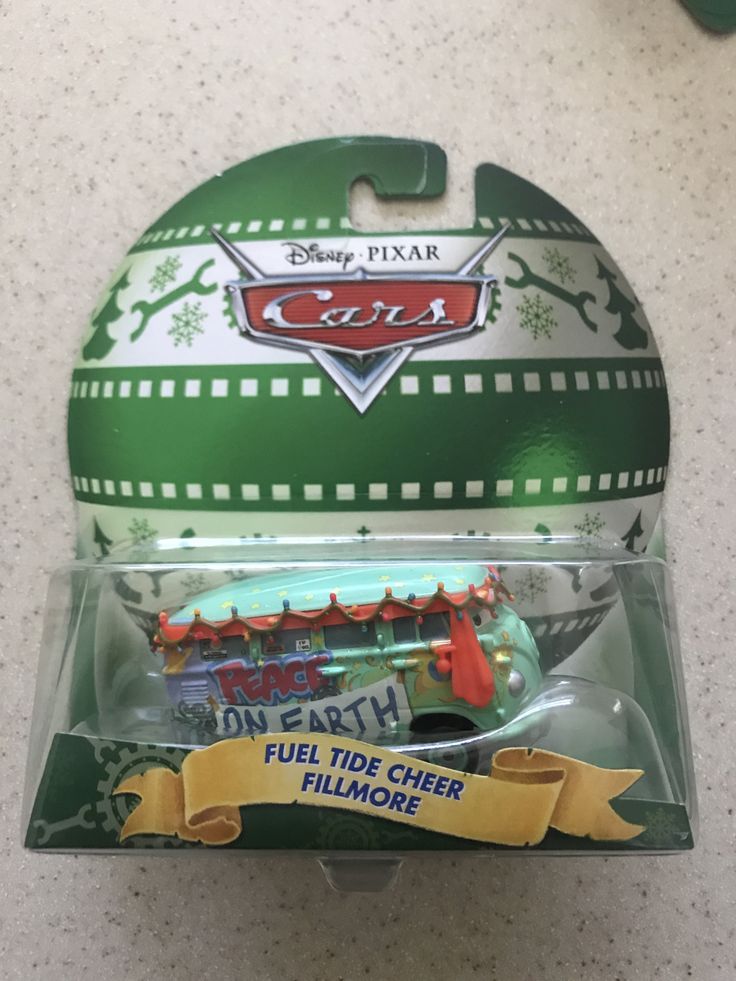 DISNEY · PIXAR
Cars
PEACE
ON EARTH
FUEL TIDE CHEER
FILLMORE